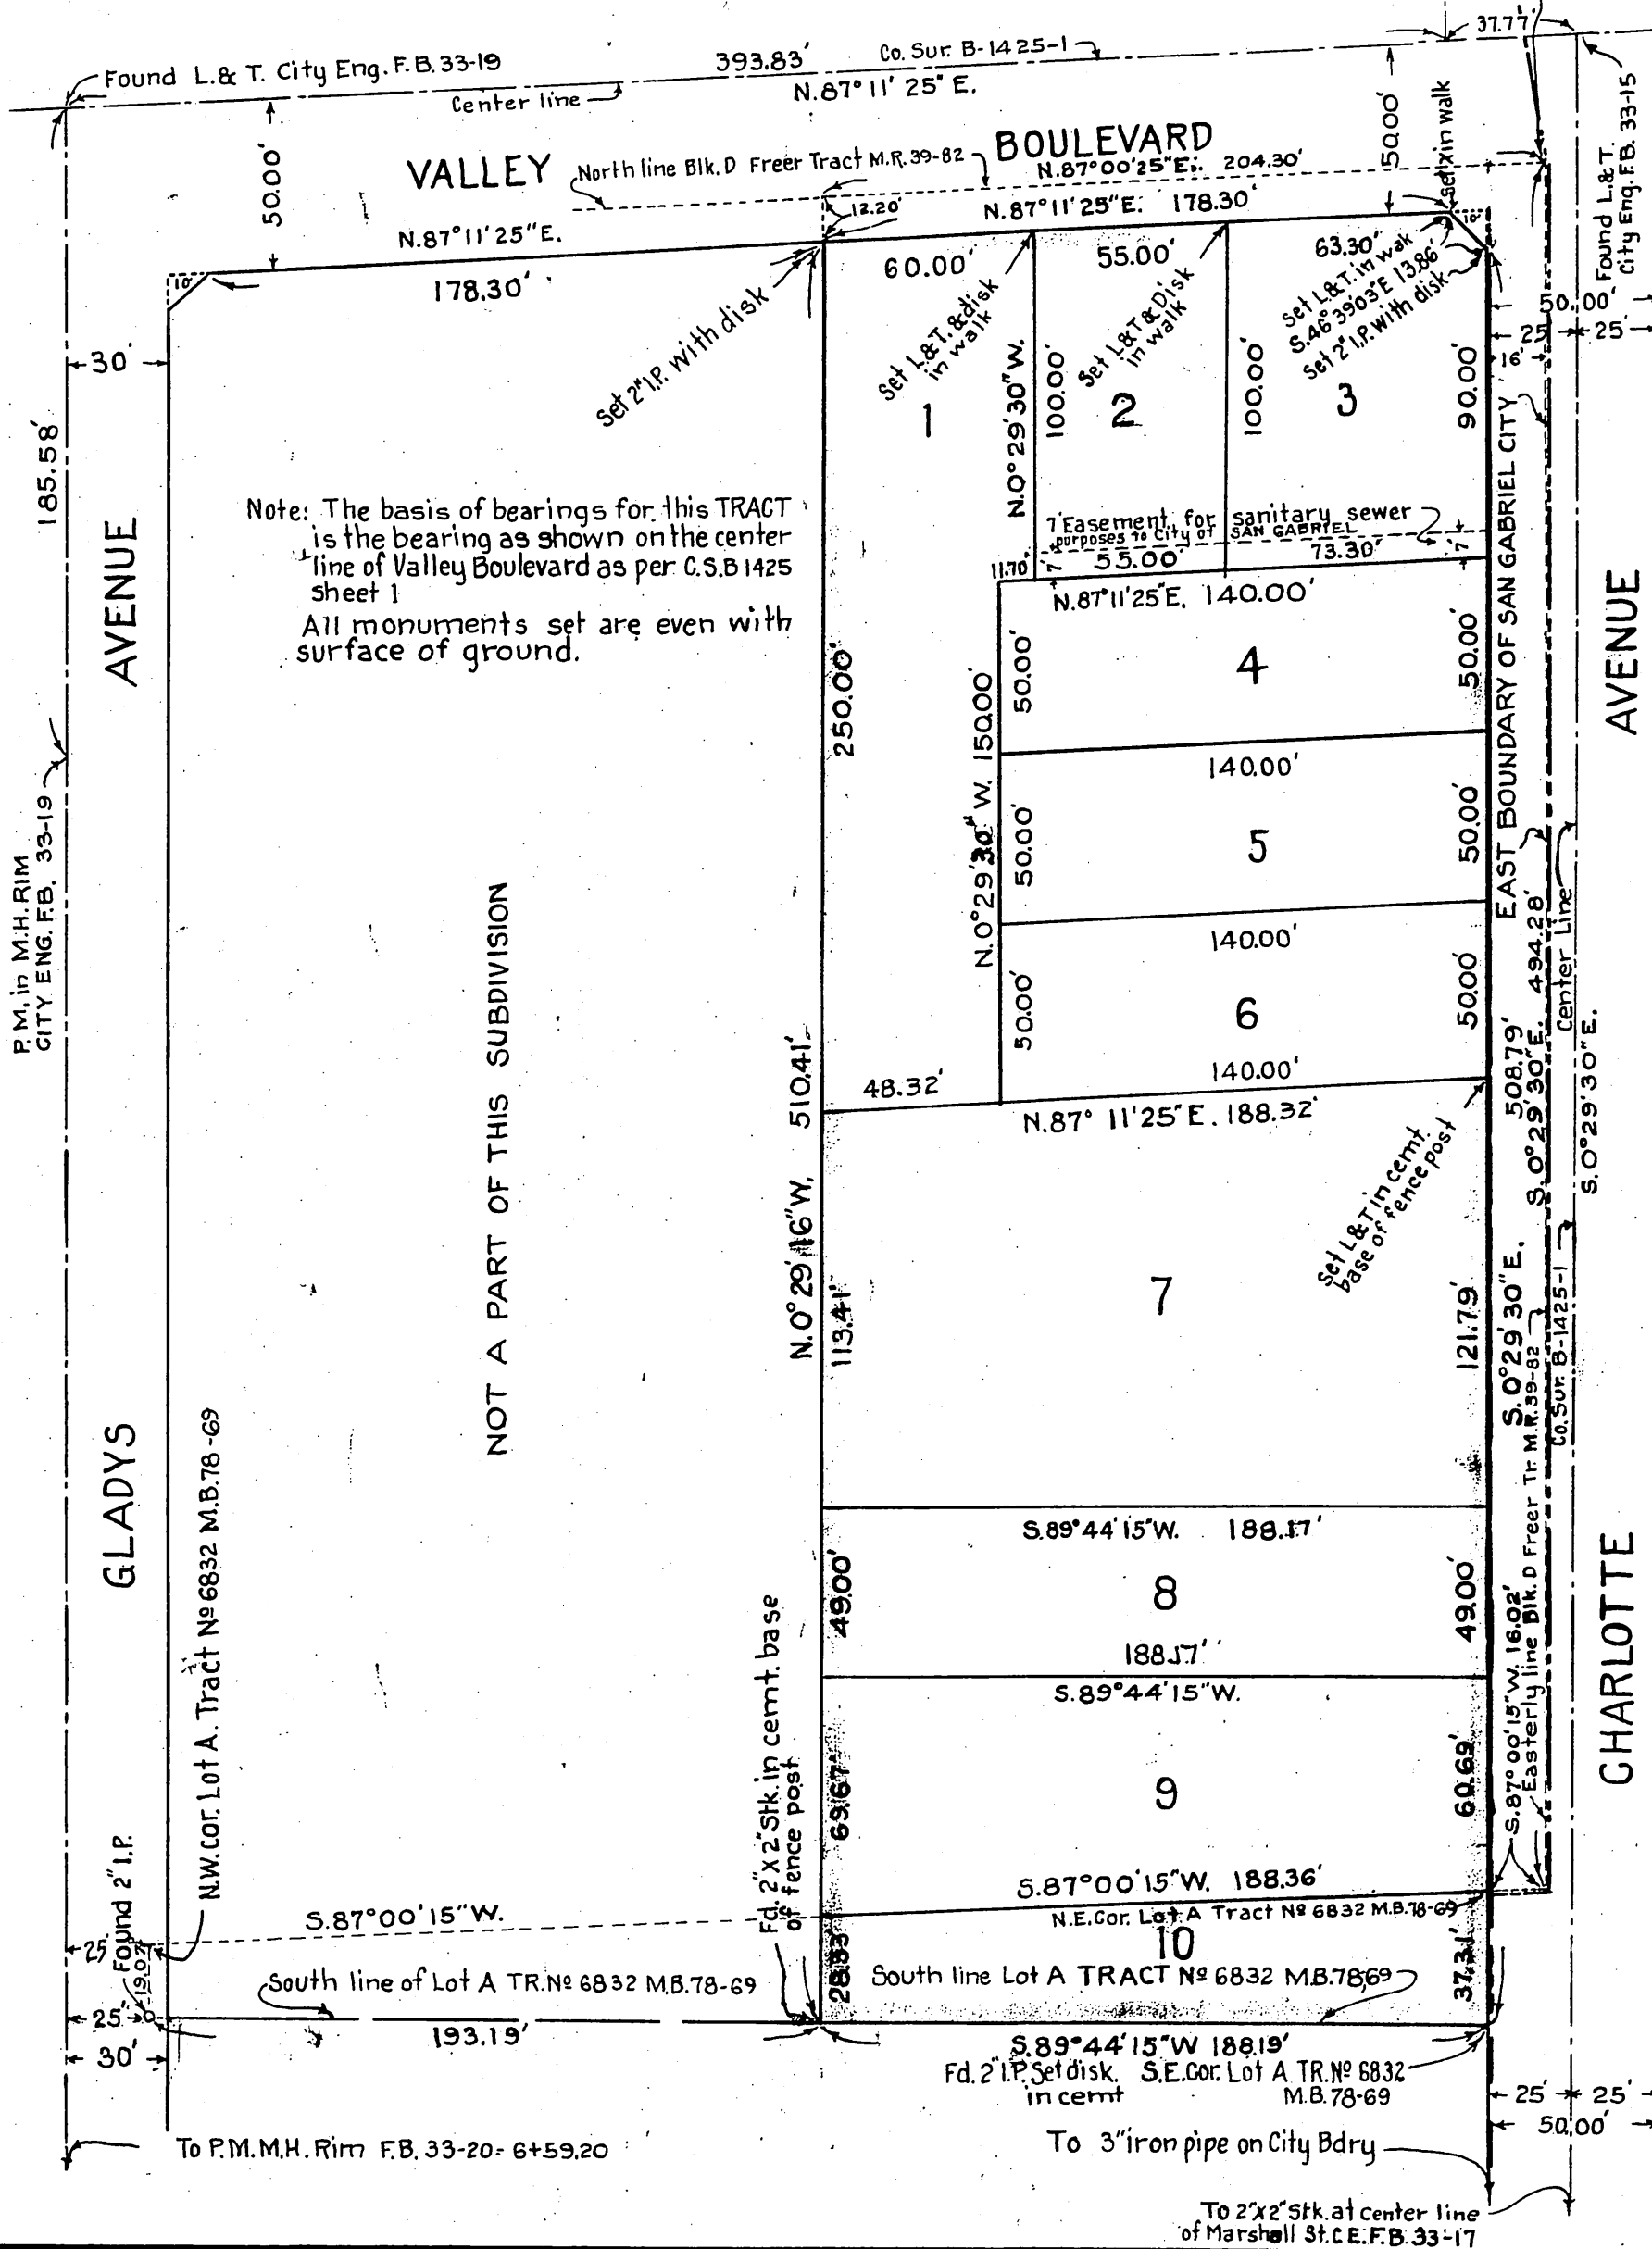 37.77'
Found L.& T. City Eng. F.B. 33-19
393.83'
Co. Sur. B-1425-1
Center line
N.87° 11' 25" E.
50.00'
VALLEY BOULEVARD
North line Blk. D Freer Tract M.R. 39-82
N.87°00'25"E. 204.30'
50.00'
set x in walk
Found L.& T.
City Eng. F.B. 33-15
12.20'
N.87°11'25"E. 178.30'
10'
N.87°11'25"E.
178.30'
10'
60.00'
55.00'
63.30'
Set 2" I.P. with disk
Set L.& T. & disk
in walk
Set L & T & Disk
in walk
Set L.& T. in wak
S.46°39'03"E 13.86'
Set 2" I.P. with disk
50.00'
25 25'
16'
30'
185.58'
AVENUE
1
N.0°29'30"W.
100.00'
2
100.00'
3
90.00'
EAST BOUNDARY OF SAN GABRIEL CITY
Note: The basis of bearings for this TRACT
is the bearing as shown on the center
line of Valley Boulevard as per C.S.B 1425
sheet 1
All monuments set are even with
surface of ground.
7' Easement for sanitary sewer
purposes to City of SAN GABRIEL
7'
11.70'
7'
55.00'
73.30'
N.87°11'25"E. 140.00'
AVENUE
250.00'
50.00'
4
50.00'
N.0°29'30" W. 150.00'
140.00'
50.00'
5
50.00'
140.00'
P.M. in M.H. RIM
CITY ENG. F.B. 33-19
NOT A PART OF THIS SUBDIVISION
50.00'
6
50.00'
140.00'
48.32'
N.87° 11'25"E. 188.32'
N.0°29'16"W. 510.41'
Set L & T in cemt.
base of fence post
S.0°29'30"E. 508.79'
S.0°29'30"E. 494.28'
Center Line
S.0°29'30"E.
113.41'
7
121.79'
Co. Sur. B-1425-1
GLADYS
N.W. Cor. Lot A. Tract Nº 6832 M.B.78-69
S.89°44'15"W. 188.17'
49.00'
8
49.00'
188.17'
S.89°44'15"W.
S.87°00'15"W. 16.02'
Easterly line Blk. D Freer Tr. M.R. 39-82
CHARLOTTE
Fd. 2"x2" Stk. in cemt. base
of fence post
69.67'
9
60.69'
Found 2" I.P.
S.87°00'15"W. 188.36'
S.87°00'15"W.
N.E. Cor. Lot A Tract Nº 6832 M.B.78-69
25'
19.07'
10
28.33'
37.31'
South line of Lot A TR. Nº 6832 M.B.78-69
South line Lot A TRACT Nº 6832 M.B.78,69
25'
193.19'
30'
S.89°44'15"W 188.19'
Fd. 2" I.P. Set disk.
in cemt
S.E. Cor. Lot A TR. Nº 6832
M.B.78-69
25' 25'
50.00'
To P.M. M.H. Rim F.B. 33-20= 6+59.20
To 3" iron pipe on City Bdry
To 2"x2" Stk. at center line
of Marshall St. C.E.F.B. 33-17